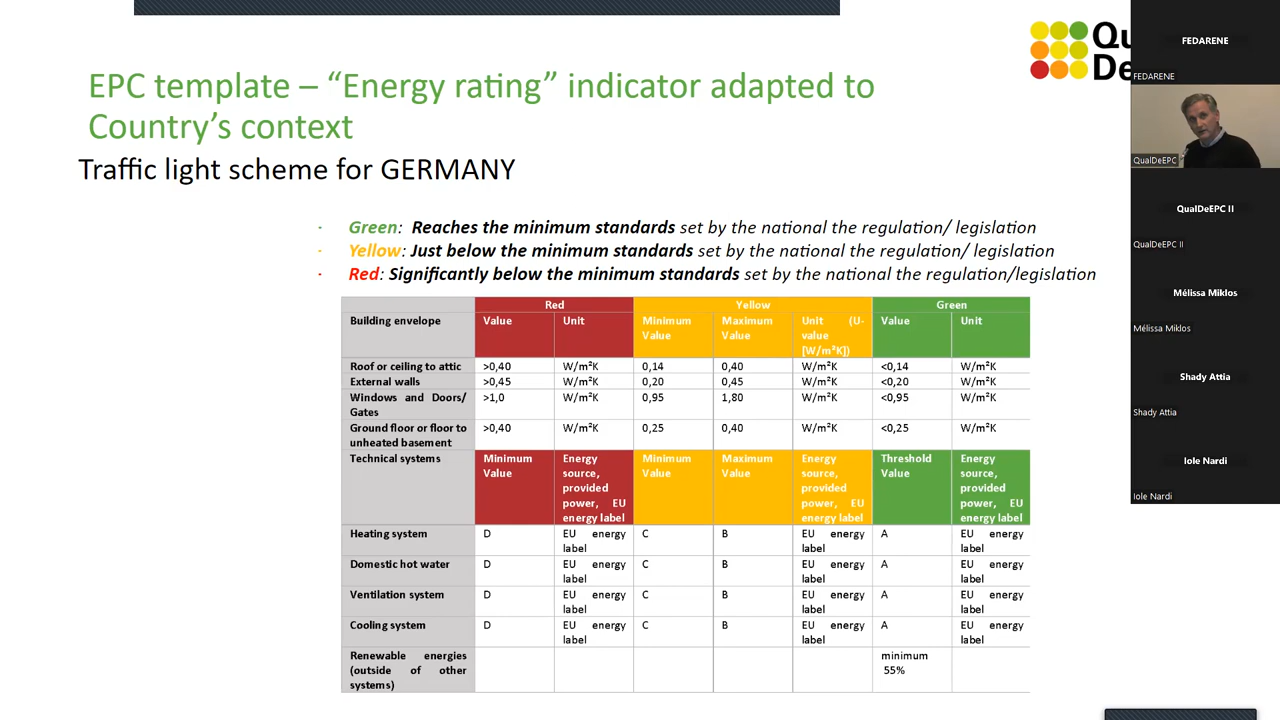 EPC template – “Energy rating” indicator adapted to
Country’s context
Traffic light scheme for GERMANY
Qu
De
· Green: Reaches the minimum standards set by the national the regulation/ legislation
· Yellow: Just below the minimum standards set by the national the regulation/ legislation
· Red: Significantly below the minimum standards set by the national the regulation/legislation
Red Yellow Green
Building envelope Value Unit Minimum Value Maximum Value Unit (U-value [W/m²K]) Value Unit
Roof or ceiling to attic >0,40 W/m²K 0,14 0,40 W/m²K <0,14 W/m²K
External walls >0,45 W/m²K 0,20 0,45 W/m²K <0,20 W/m²K
Windows and Doors/ Gates >1,0 W/m²K 0,95 1,80 W/m²K <0,95 W/m²K
Ground floor or floor to unheated basement >0,40 W/m²K 0,25 0,40 W/m²K <0,25 W/m²K
Technical systems Minimum Value Energy source, provided power, EU energy label Minimum Value Maximum Value Energy source, provided power, EU energy label Threshold Value Energy source, provided power, EU energy label
Heating system D EU energy label C B EU energy label A EU energy label
Domestic hot water D EU energy label C B EU energy label A EU energy label
Ventilation system D EU energy label C B EU energy label A EU energy label
Cooling system D EU energy label C B EU energy label A EU energy label
Renewable energies (outside of other systems) minimum 55%
FEDARENE
FEDARENE
QualDeEPC
QualDeEPC II
QualDeEPC II
Mélissa Miklos
Mélissa Miklos
Shady Attia
Shady Attia
Iole Nardi
Iole Nardi